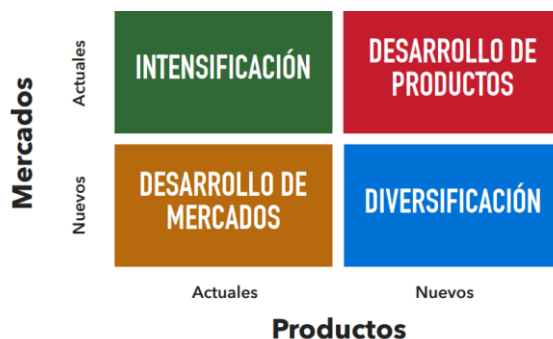 Mercados
Actuales
INTENSIFICACIÓN
DESARROLLO DE
PRODUCTOS
Nuevos
DESARROLLO DE
MERCADOS
DIVERSIFICACIÓN
Actuales
Nuevos
Productos